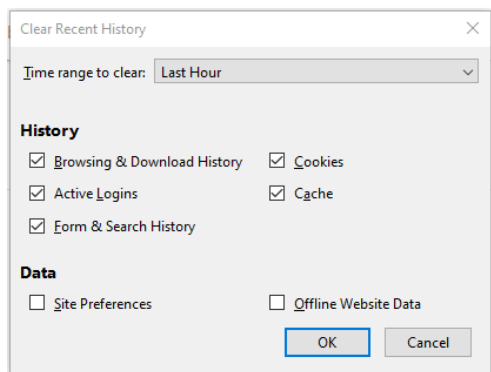 Clear Recent History
Time range to clear: Last Hour
History
Browsing & Download History Cookies
Active Logins Cache
Form & Search History
Data
Site Preferences Offline Website Data
OK Cancel